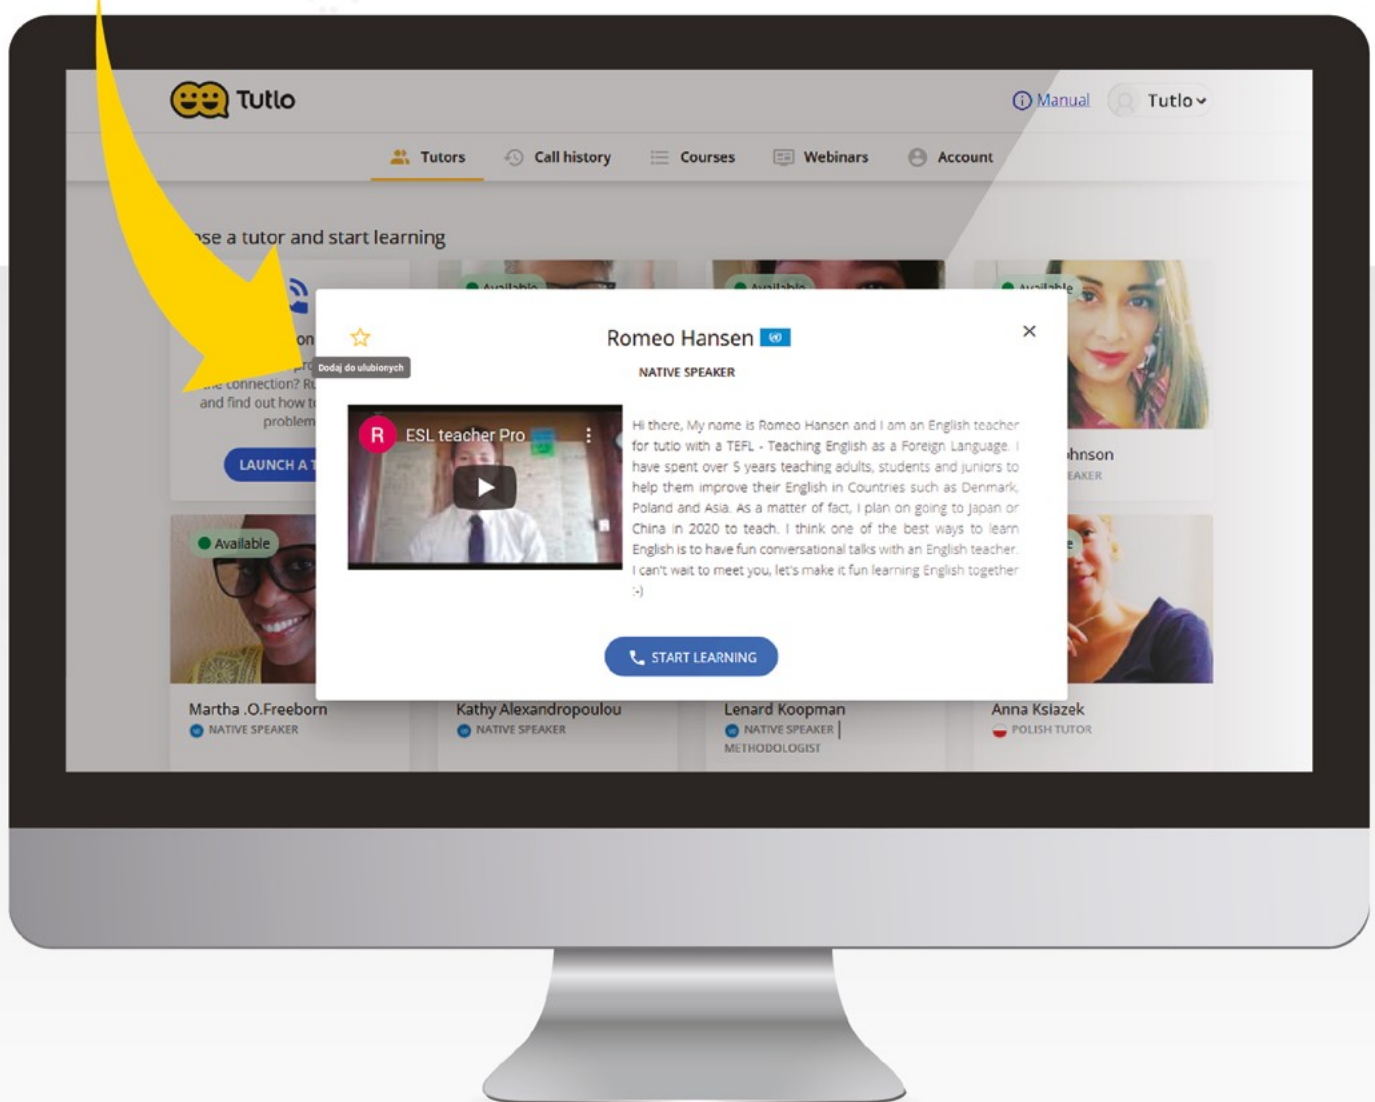 Tutlo
Manual
Tutlo
Tutors
Call history
Courses
Webinars
Account
a tutor and start learning
Available
Available
Available
on
the connection?
and find out how
problem
LAUNCH A
Dodaj do ulubionych
Romeo Hansen
NATIVE SPEAKER
R
ESL teacher Pro
Hi there, My name is Romeo Hansen and I am an English teacher
for tutlo with a TEFL - Teaching English as a Foreign Language. I
have spent over 5 years teaching adults, students and juniors to
help them improve their English in Countries such as Denmark,
Poland and Asia. As a matter of fact, I plan on going to Japan or
China in 2020 to teach. I think one of the best ways to learn
English is to have fun conversational talks with an English teacher.
I can't wait to meet you, let's make it fun learning English together
:-)
START LEARNING
hnson
EAKER
Available
Martha .O.Freeborn
NATIVE SPEAKER
Kathy Alexandropoulou
NATIVE SPEAKER
Lenard Koopman
NATIVE SPEAKER |
METHODOLOGIST
Anna Ksiazek
POLISH TUTOR